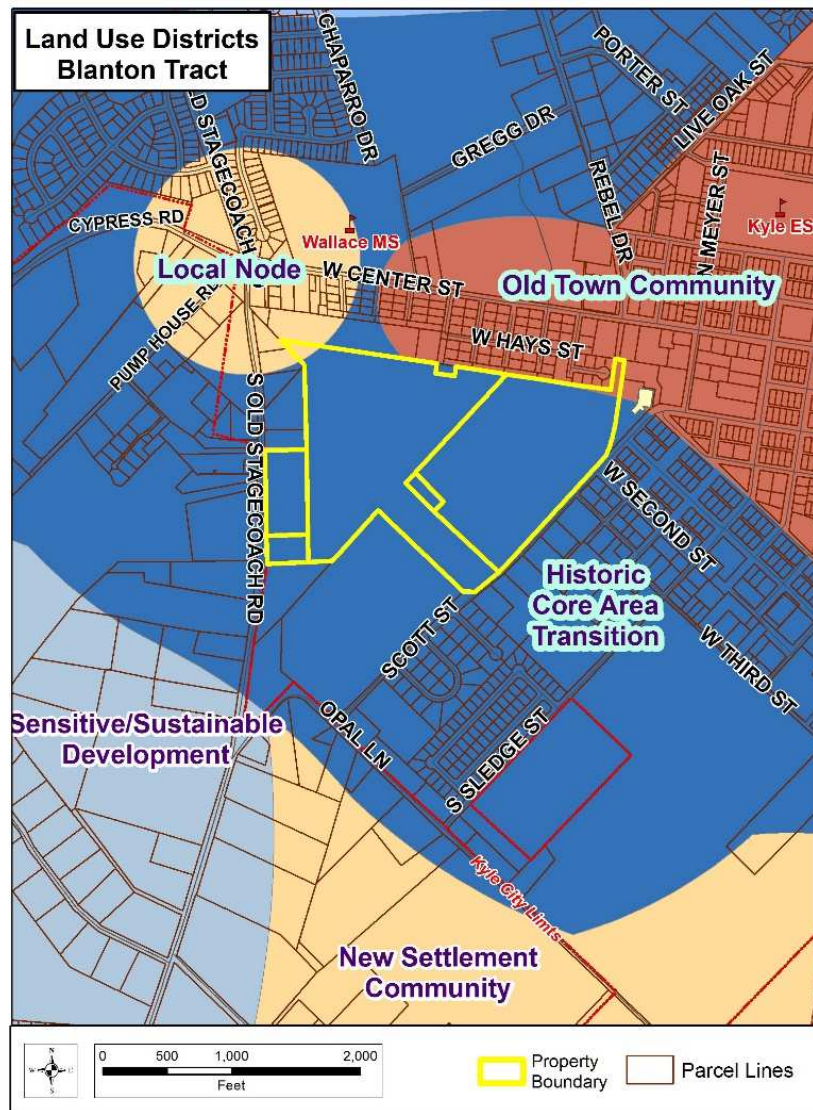 Land Use Districts
Blanton Tract
CHAPARRO DR
PORTER ST
LIVE OAK ST
GREGG DR
REBEL DR
N MEYER ST
Kyle ES
CYPRESS RD
Wallace MS
Local Node
W CENTER ST
Old Town Community
PUMP HOUSE RD
W HAYS ST
S OLD STAGECOACH RD
W SECOND ST
Historic
Core Area
Transition
SCOTT ST
W THIRD ST
Sensitive/Sustainable
Development
OPAL LN
S SLEDGE ST
Kyle City Limts
New Settlement
Community
N
W
E
S
0 500 1,000 2,000
Feet
Property
Boundary
Parcel Lines